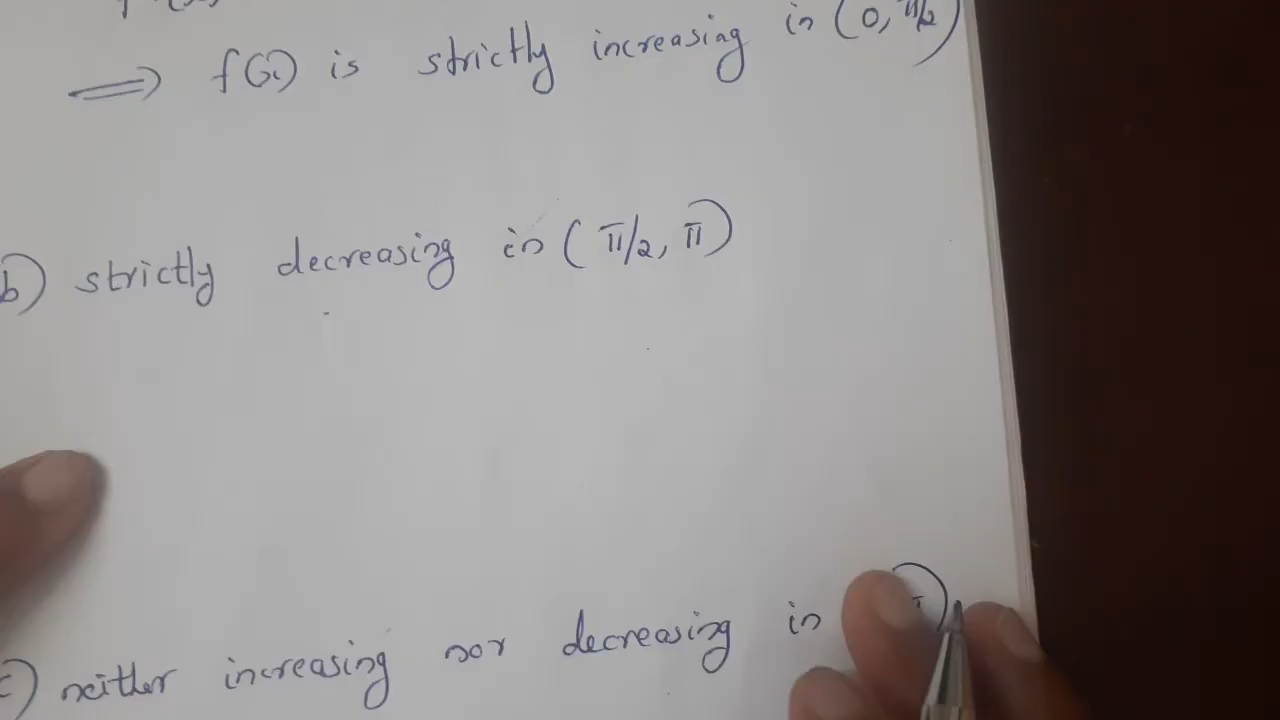 ⟹ f(x) is strictly increasing in (0, π/2)
b) strictly decreasing in (π/2, π)
c) neither increasing nor decreasing in